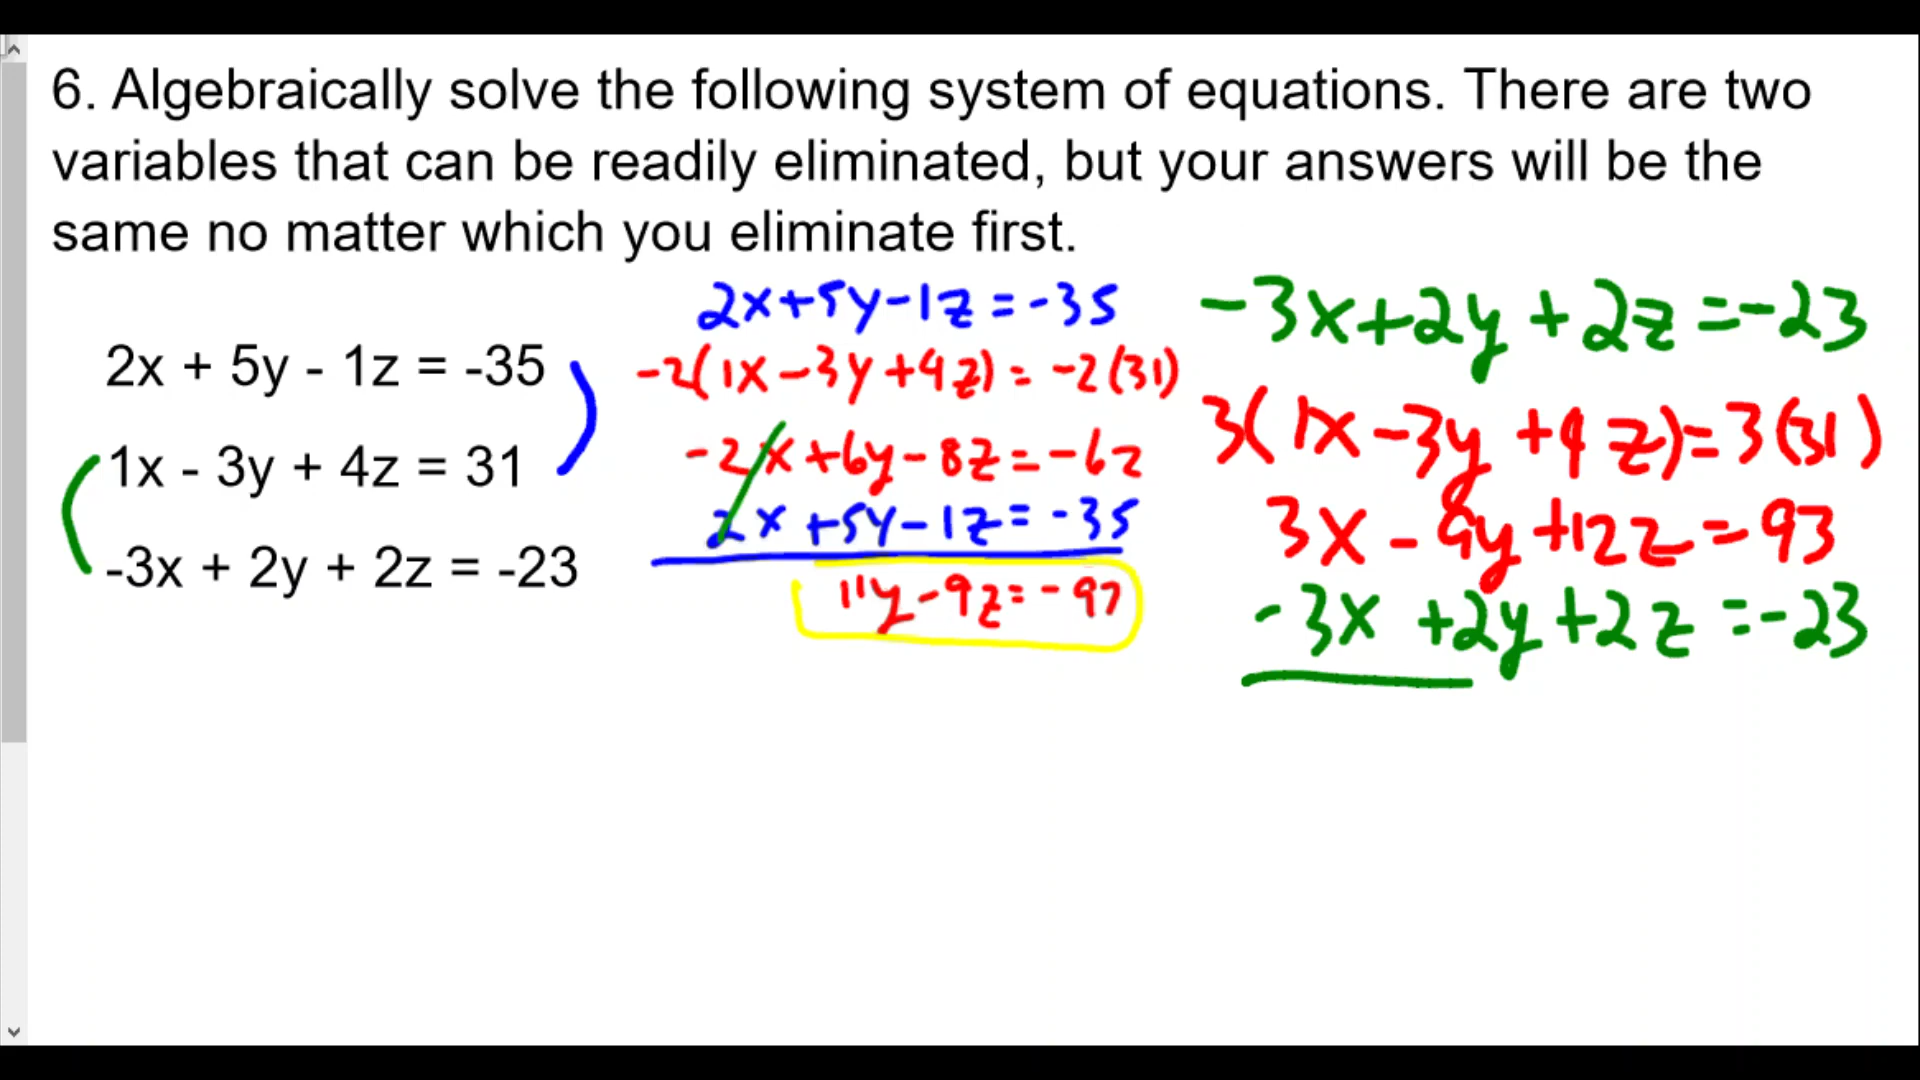 6. Algebraically solve the following system of equations. There are two
variables that can be readily eliminated, but your answers will be the
same no matter which you eliminate first.
2x + 5y - 1z = -35
1x - 3y + 4z = 31
-3x + 2y + 2z = -23
2x+5y-1z=-35
-2(1x-3y+4z)=-2(31)
-2x+6y-8z=-62
2x+5y-1z=-35
11y-9z=-97
-3x+2y+2z=-23
3(1x-3y+4z)=3(31)
3x-9y+12z=93
-3x+2y+2z=-23